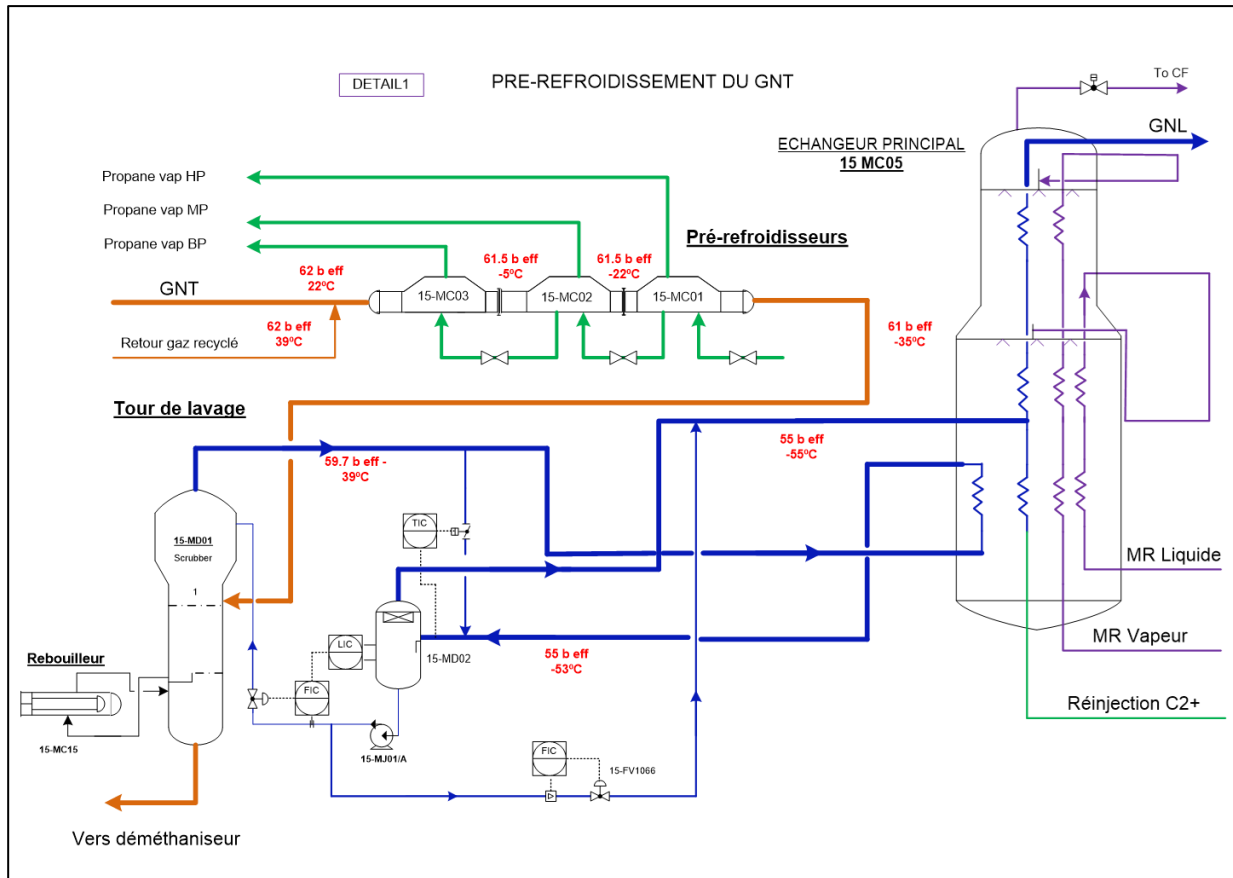 DETAIL1
PRE-REFROIDISSEMENT DU GNT
To CF
GNL
ECHANGEUR PRINCIPAL
15 MC05
Propane vap HP
Propane vap MP
Propane vap BP
Pré-refroidisseurs
62 b eff
22ºC
61.5 b eff
-5ºC
61.5 b eff
-22ºC
GNT
15-MC03
15-MC02
15-MC01
62 b eff
39ºC
Retour gaz recyclé
61 b eff
-35ºC
Tour de lavage
59.7 b eff -
39ºC
55 b eff
-55ºC
15-MD01
Scrubber
1
TIC
LIC
FIC
15-MD02
55 b eff
-53ºC
MR Liquide
MR Vapeur
Réinjection C2+
Rebouilleur
15-MC15
15-MJ01/A
FIC
15-FV1066
Vers déméthaniseur